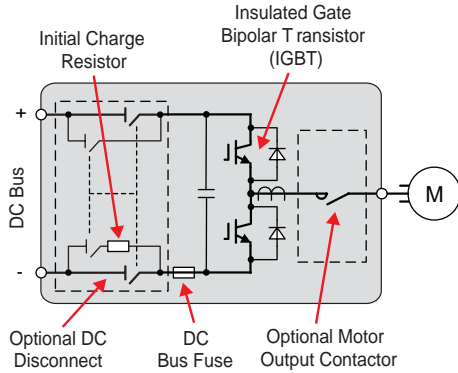 Initial Charge
Resistor
Insulated Gate
Bipolar T ransistor
(IGBT)
+
DC Bus
-
M
Optional DC
Disconnect
DC
Bus Fuse
Optional Motor
Output Contactor